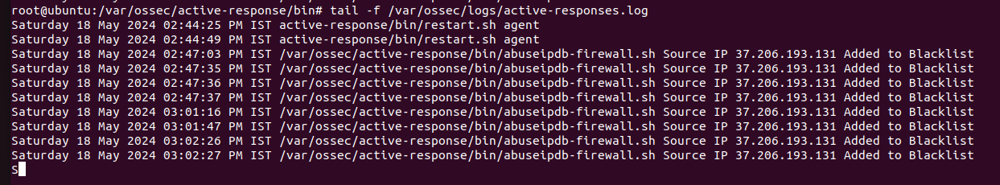 root@ubuntu:/var/ossec/active-response/bin# tail -f /var/ossec/logs/active-responses.log
Saturday 18 May 2024 02:44:25 PM IST active-response/bin/restart.sh agent
Saturday 18 May 2024 02:44:49 PM IST active-response/bin/restart.sh agent
Saturday 18 May 2024 02:47:03 PM IST /var/ossec/active-response/bin/abuseipdb-firewall.sh Source IP 37.206.193.131 Added to Blacklist
Saturday 18 May 2024 02:47:35 PM IST /var/ossec/active-response/bin/abuseipdb-firewall.sh Source IP 37.206.193.131 Added to Blacklist
Saturday 18 May 2024 02:47:36 PM IST /var/ossec/active-response/bin/abuseipdb-firewall.sh Source IP 37.206.193.131 Added to Blacklist
Saturday 18 May 2024 02:47:37 PM IST /var/ossec/active-response/bin/abuseipdb-firewall.sh Source IP 37.206.193.131 Added to Blacklist
Saturday 18 May 2024 03:01:16 PM IST /var/ossec/active-response/bin/abuseipdb-firewall.sh Source IP 37.206.193.131 Added to Blacklist
Saturday 18 May 2024 03:01:47 PM IST /var/ossec/active-response/bin/abuseipdb-firewall.sh Source IP 37.206.193.131 Added to Blacklist
Saturday 18 May 2024 03:02:26 PM IST /var/ossec/active-response/bin/abuseipdb-firewall.sh Source IP 37.206.193.131 Added to Blacklist
Saturday 18 May 2024 03:02:27 PM IST /var/ossec/active-response/bin/abuseipdb-firewall.sh Source IP 37.206.193.131 Added to Blacklist
S